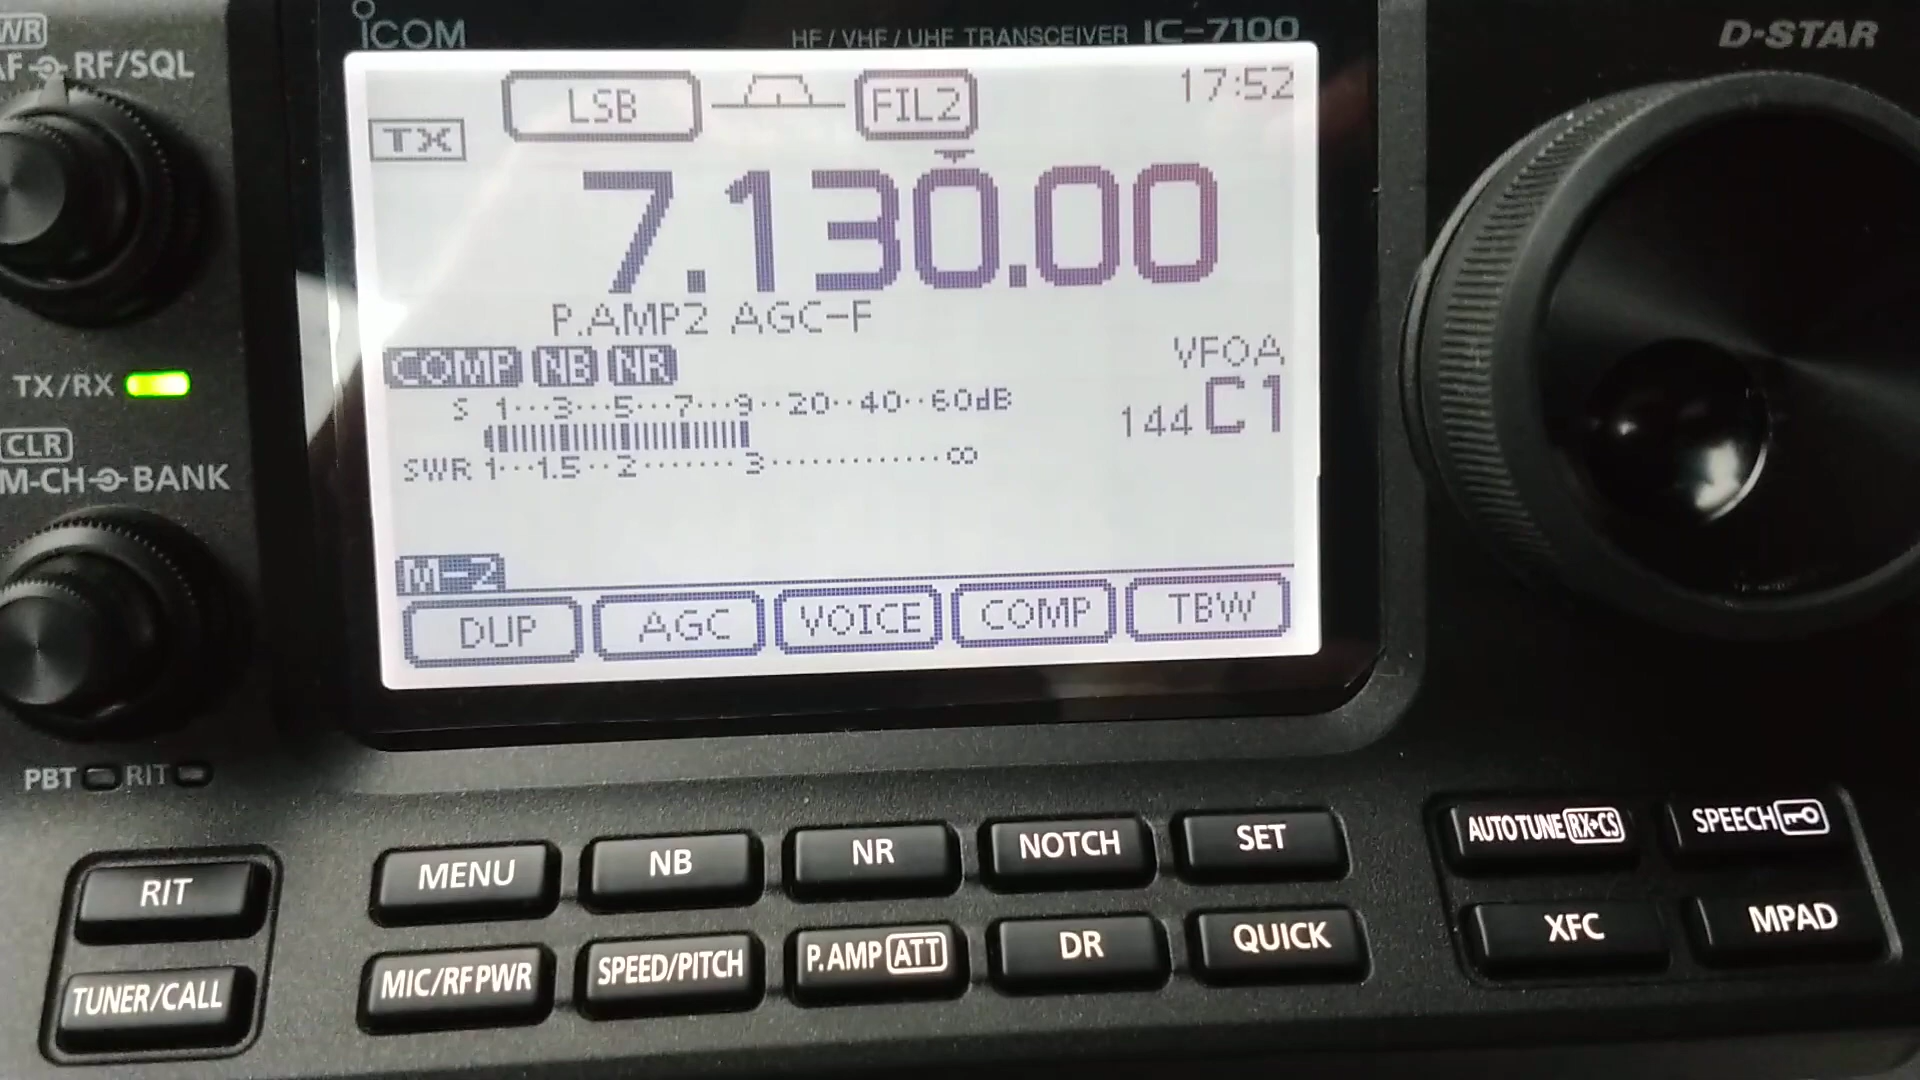 ICOM HF/VHF/UHF TRANSCEIVER IC-7100 D-STAR
PWR
AF RF/SQL
LSB FIL2 17:52
TX
7.130.00
P.AMP2 AGC-F
COMP NB NR VFOA
TX/RX
S 1···3···5···7···9··20··40··60dB
144 C1
SWR 1···1.5··2·······3············∞
CLR
M-CH BANK
M-2
DUP AGC VOICE COMP TBW
PBT RIT
RIT MENU NB NR NOTCH SET AUTOTUNE RX▸CS SPEECH
TUNER/CALL MIC/RF PWR SPEED/PITCH P.AMP ATT DR QUICK XFC MPAD